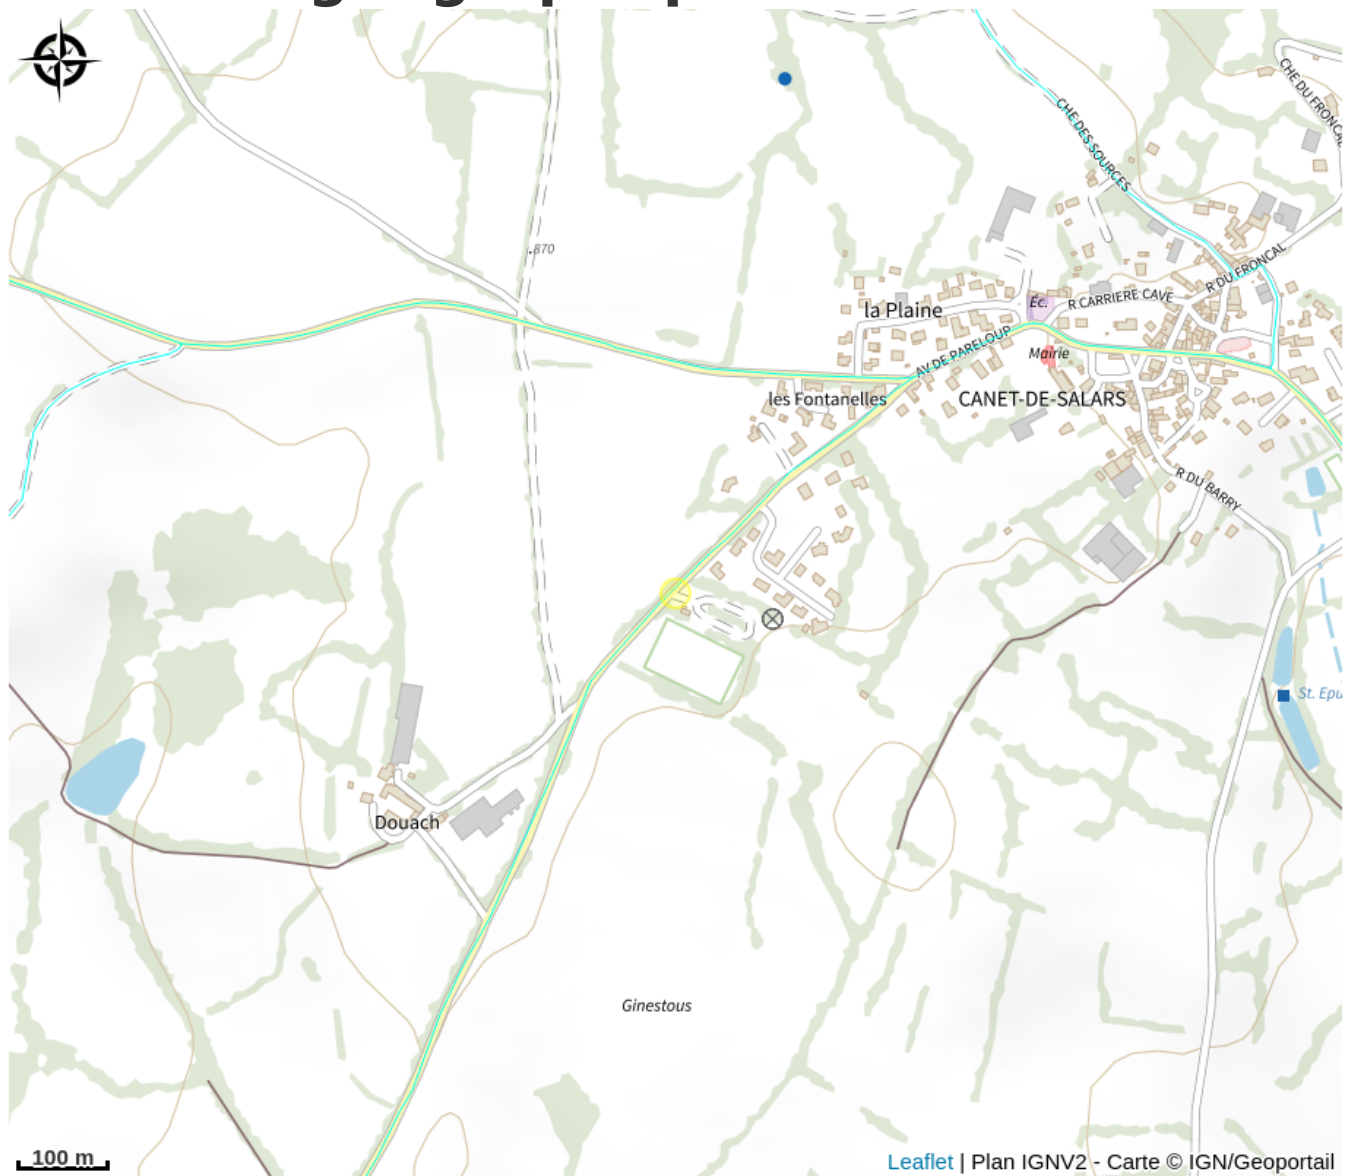 CHE DU FRONCAL
CHE DES SOURCES
870
R DU FRONCAL
Éc.
R CARRIERE CAVE
la Plaine
AV DE PARELOUP
Mairie
les Fontanelles
CANET-DE-SALARS
R DU BARRY
St. Epu
Douach
Ginestous
100 m
Leaflet | Plan IGNV2 - Carte © IGN/Geoportail